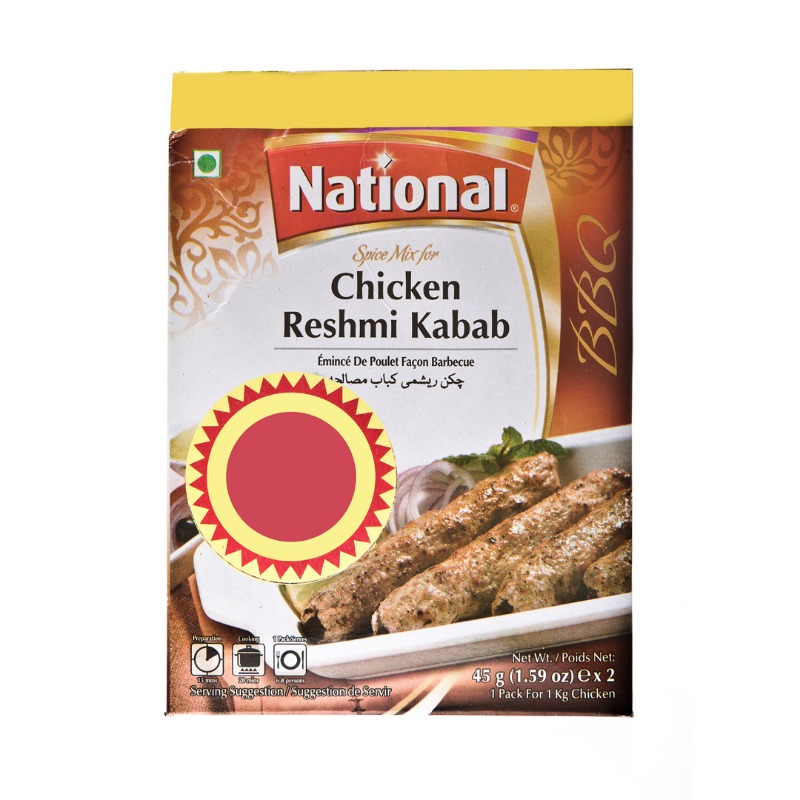 National®
Spice Mix for
Chicken
Reshmi Kabab
Émincé De Poulet Façon Barbecue
چکن ریشمی کباب مصالحہ
BBQ
Preparation
Cooking
1 Pack Serves
15 mins
20 mins
6-8 persons
Serving Suggestion/Suggestion de Servir
Net Wt. / Poids Net:
45 g (1.59 oz) e x 2
1 Pack For 1 Kg Chicken